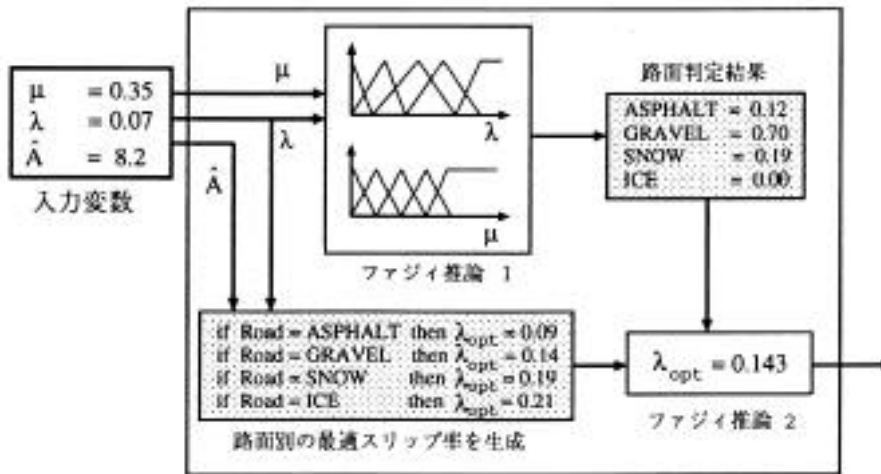 μ = 0.35
λ = 0.07
Â = 8.2
入力変数
μ
λ
Â
λ
μ
ファジィ推論 1
路面判定結果
ASPHALT = 0.12
GRAVEL = 0.70
SNOW = 0.19
ICE = 0.00
if Road = ASPHALT then λopt = 0.09
if Road = GRAVEL then λopt = 0.14
if Road = SNOW then λopt = 0.19
if Road = ICE then λopt = 0.21
路面別の最適スリップ率を生成
λopt = 0.143
ファジィ推論 2